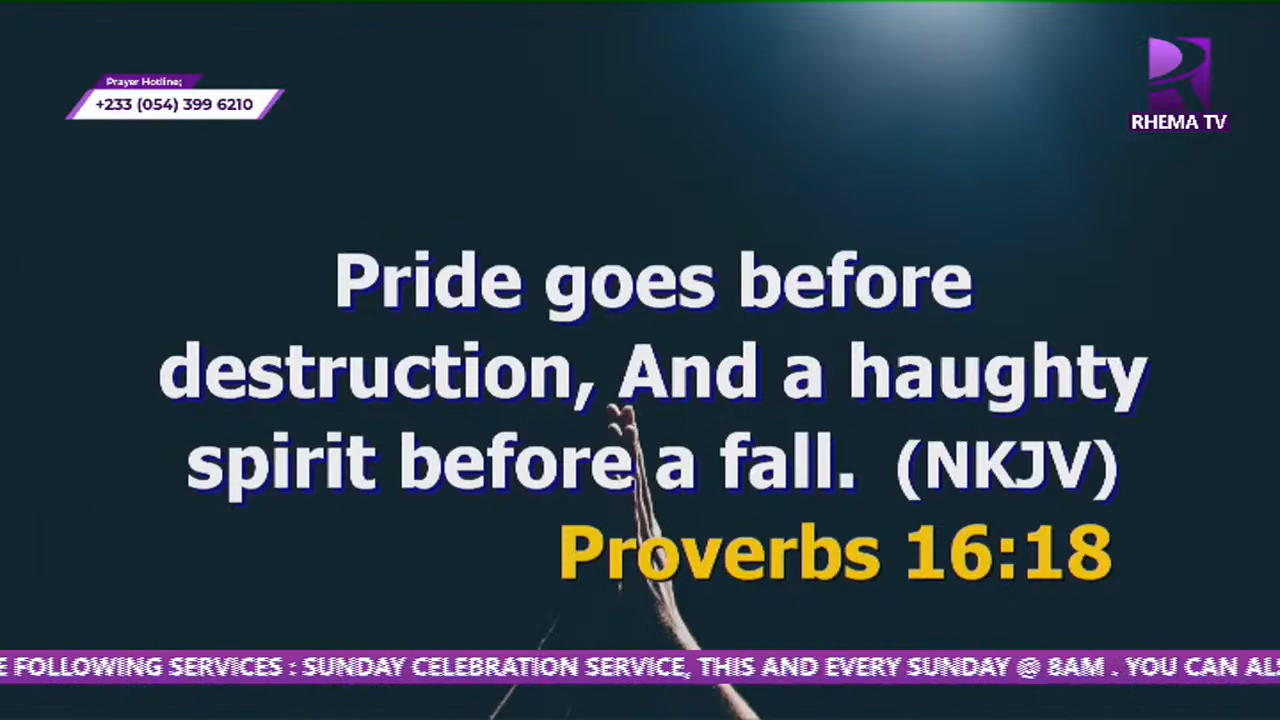 Prayer Hotline;
+233 (054) 399 6210
RHEMA TV
Pride goes before
destruction, And a haughty
spirit before a fall. (NKJV)
Proverbs 16:18
FOLLOWING SERVICES : SUNDAY CELEBRATION SERVICE, THIS AND EVERY SUNDAY @ 8AM . YOU CAN